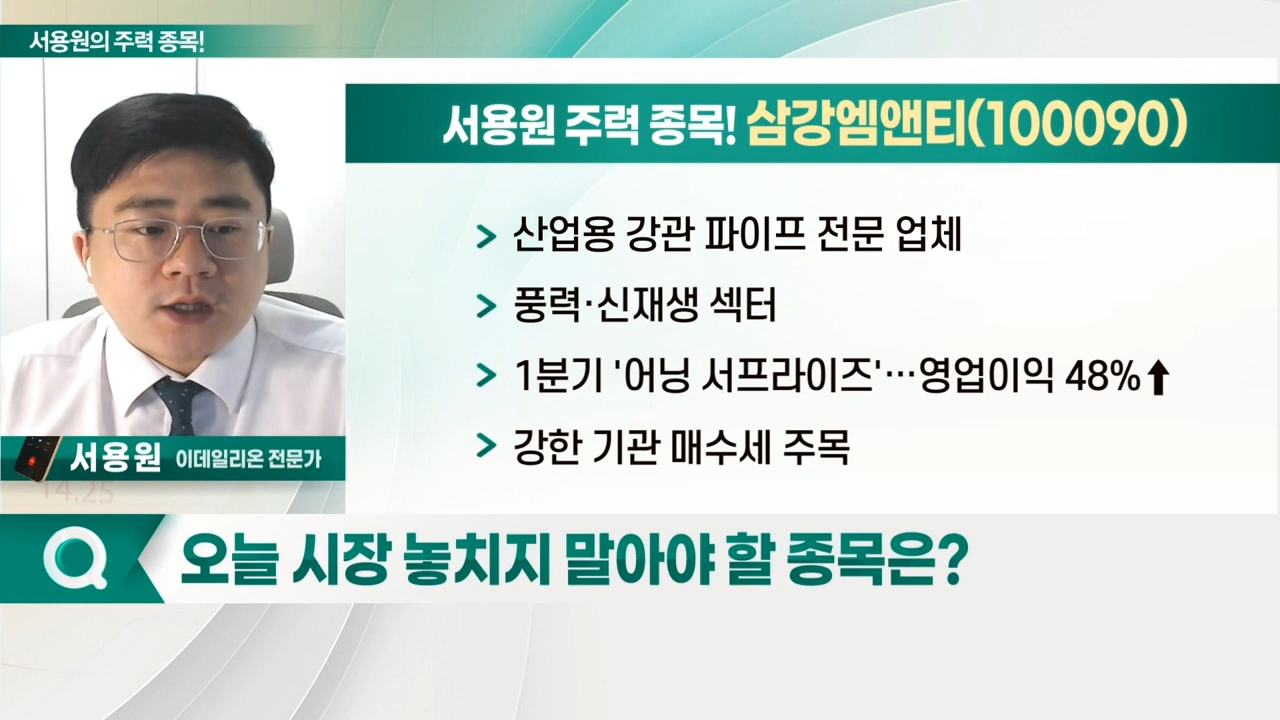 서용원의 주력 종목!
서용원 주력 종목! 삼강엠앤티(100090)
> 산업용 강관 파이프 전문 업체
> 풍력·신재생 섹터
> 1분기 '어닝 서프라이즈'…영업이익 48%⬆
> 강한 기관 매수세 주목
서용원 이데일리온 전문가
14.25
Q 오늘 시장 놓치지 말아야 할 종목은?